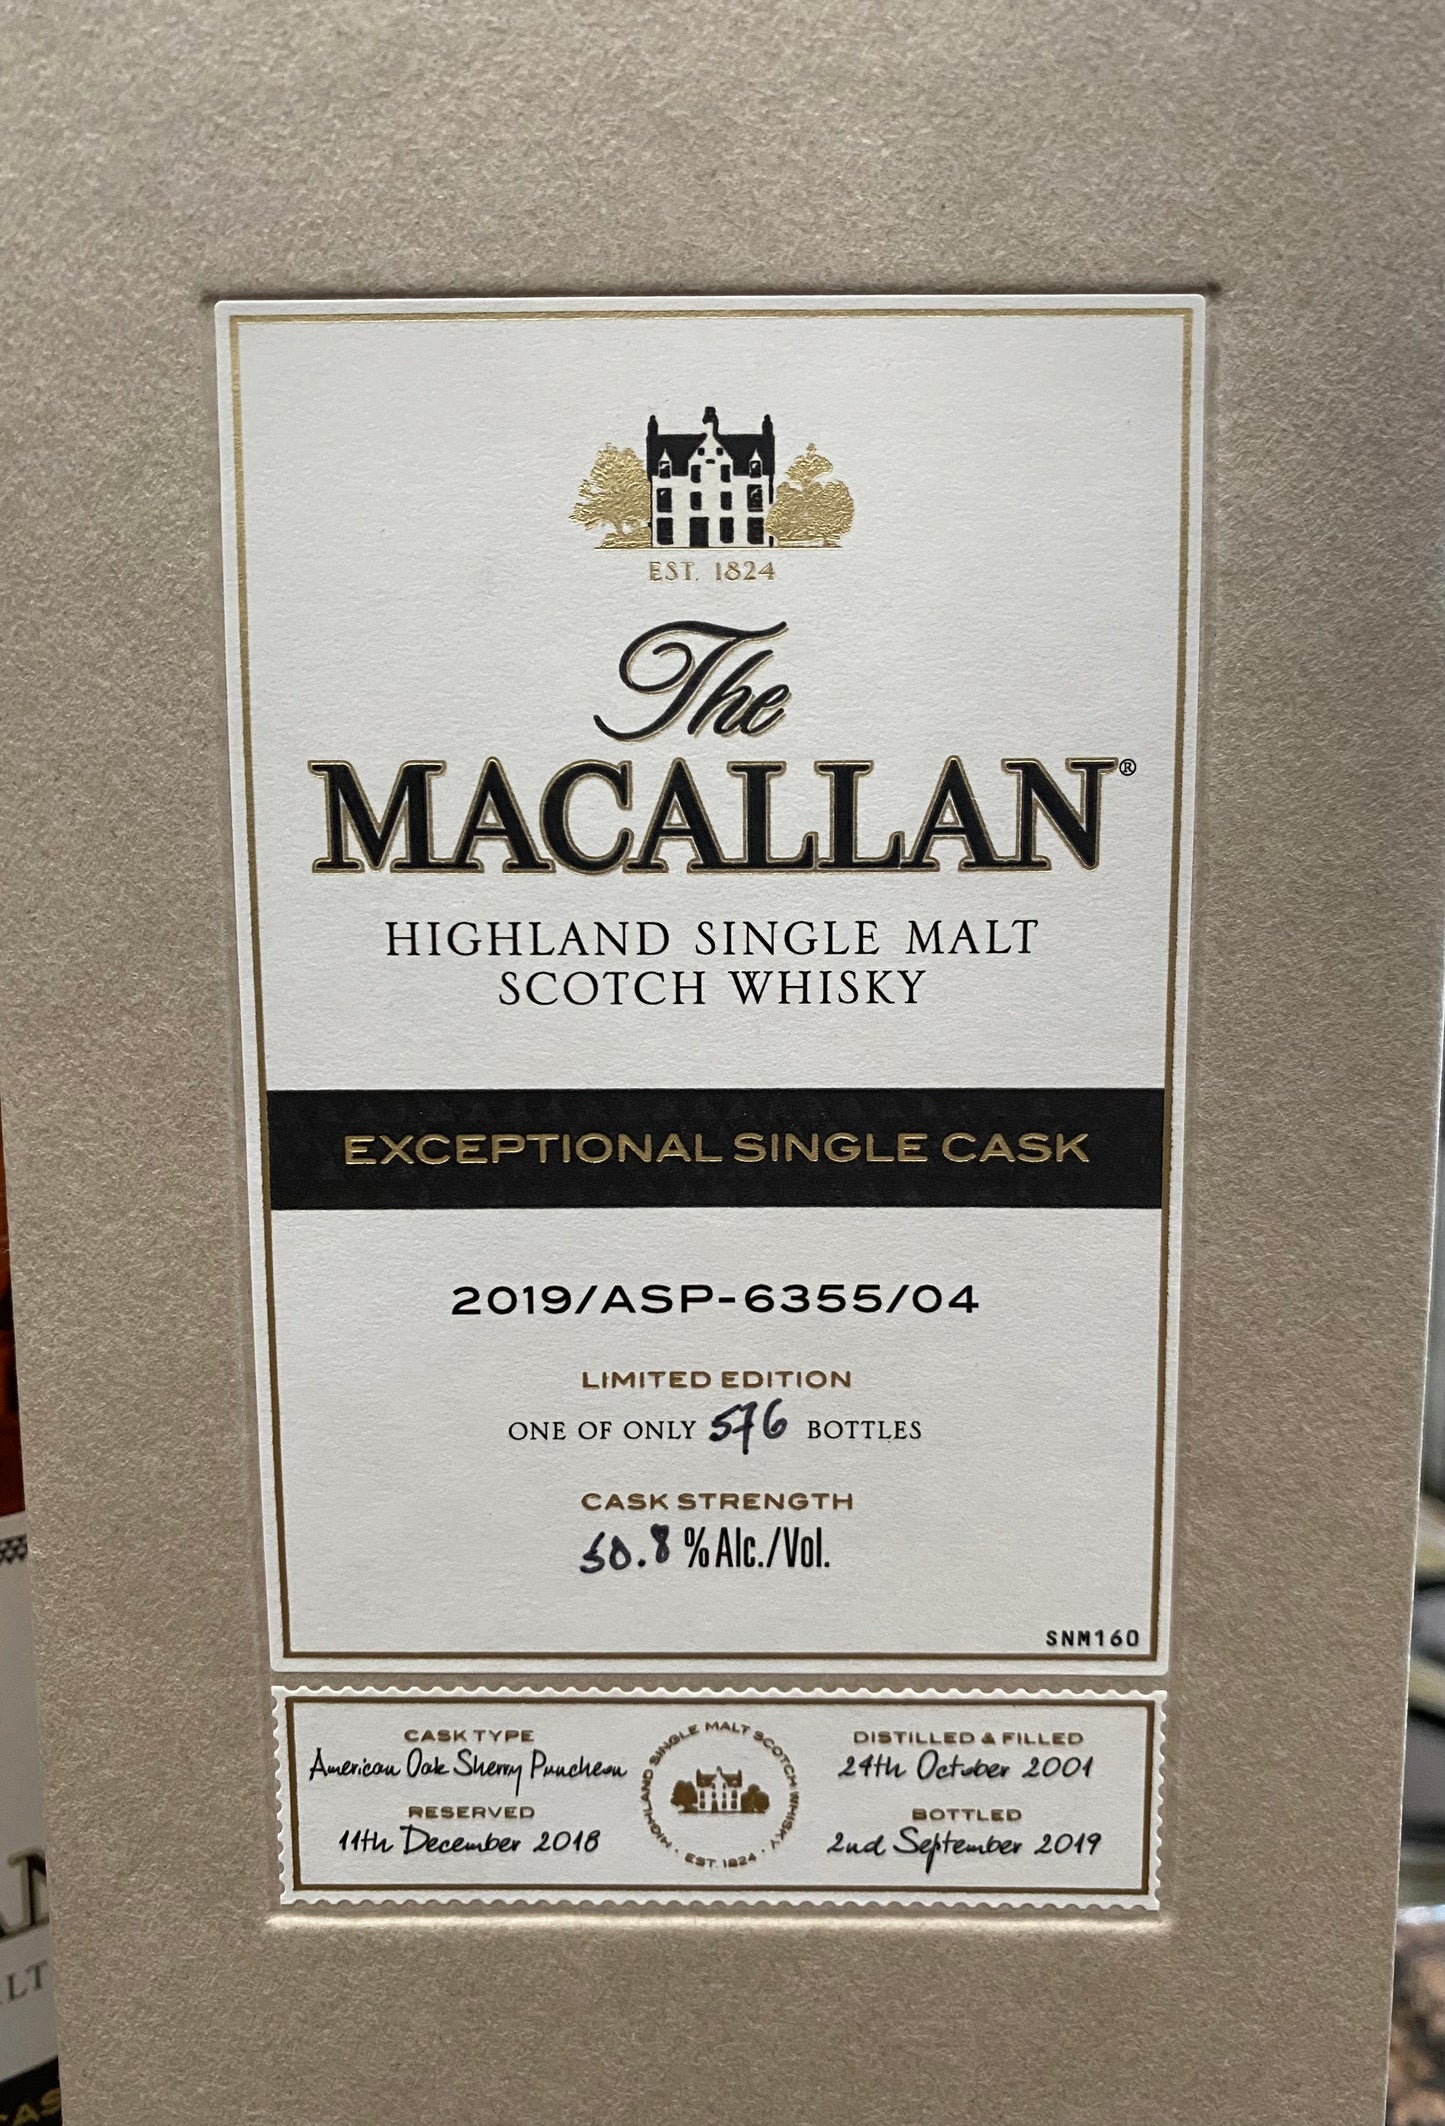 EST. 1824
The
MACALLAN®
HIGHLAND SINGLE MALT
SCOTCH WHISKY
EXCEPTIONAL SINGLE CASK
2019/ASP-6355/04
LIMITED EDITION
ONE OF ONLY 576 BOTTLES
CASK STRENGTH
50.8 % Alc./Vol.
SNM160
CASK TYPE
American Oak Sherry Puncheon
RESERVED
11th December 2018
HIGHLAND SINGLE MALT SCOTCH WHISKY · EST. 1824 ·
DISTILLED & FILLED
24th October 2001
BOTTLED
2nd September 2019